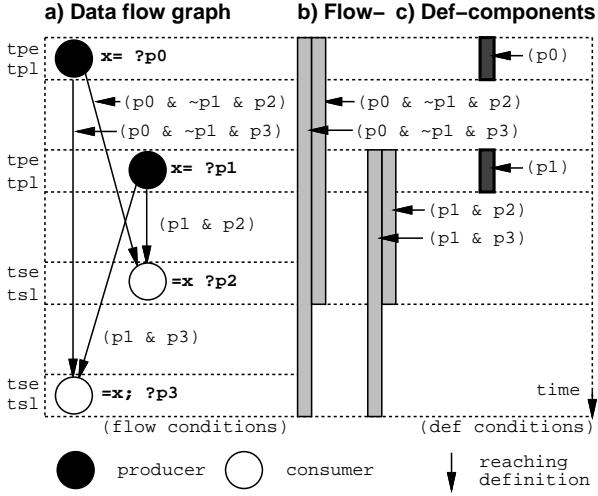 a) Data flow graph b) Flow− c) Def−components
tpe
tpl
x= ?p0
(p0)
(p0 & ~p1 & p2) (p0 & ~p1 & p2)
(p0 & ~p1 & p3) (p0 & ~p1 & p3)
tpe
tpl
x= ?p1
(p1)
(p1 & p2) (p1 & p2)
(p1 & p3)
tse
tsl
=x ?p2
(p1 & p3)
tse
tsl
=x; ?p3
time
(flow conditions) (def conditions)
producer consumer reaching
definition